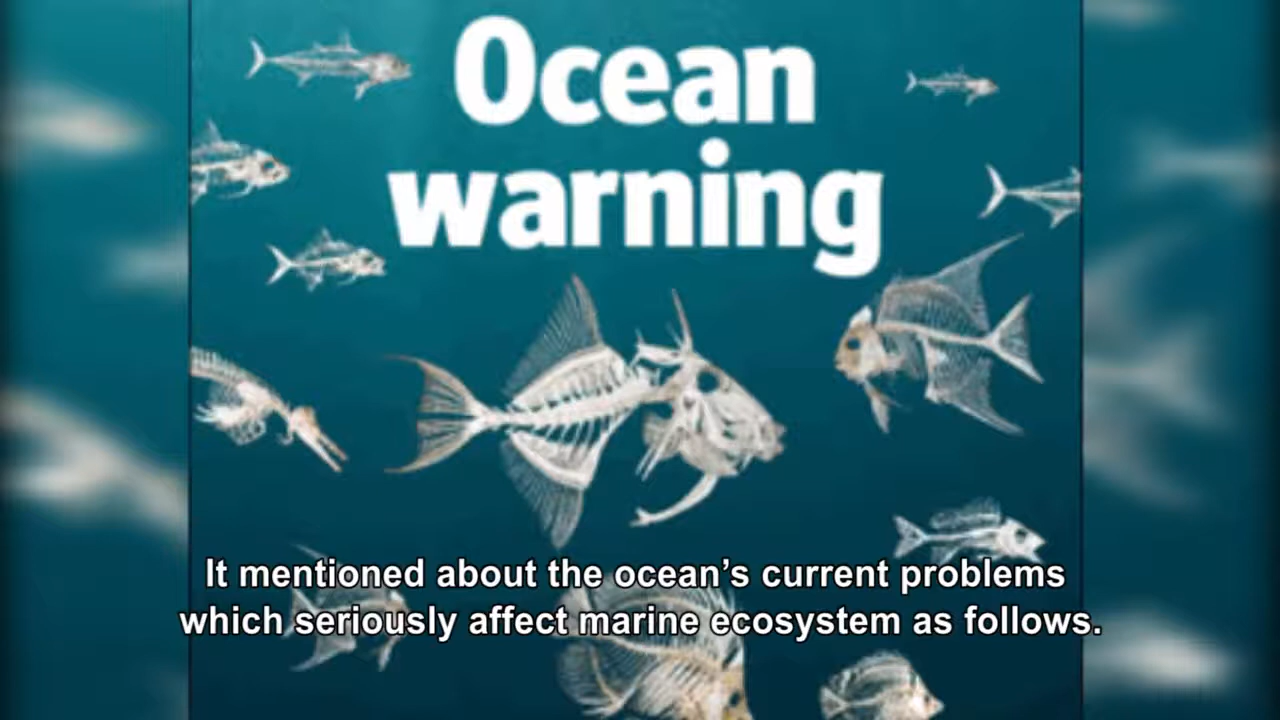 Ocean
warning
It mentioned about the ocean’s current problems
which seriously affect marine ecosystem as follows.